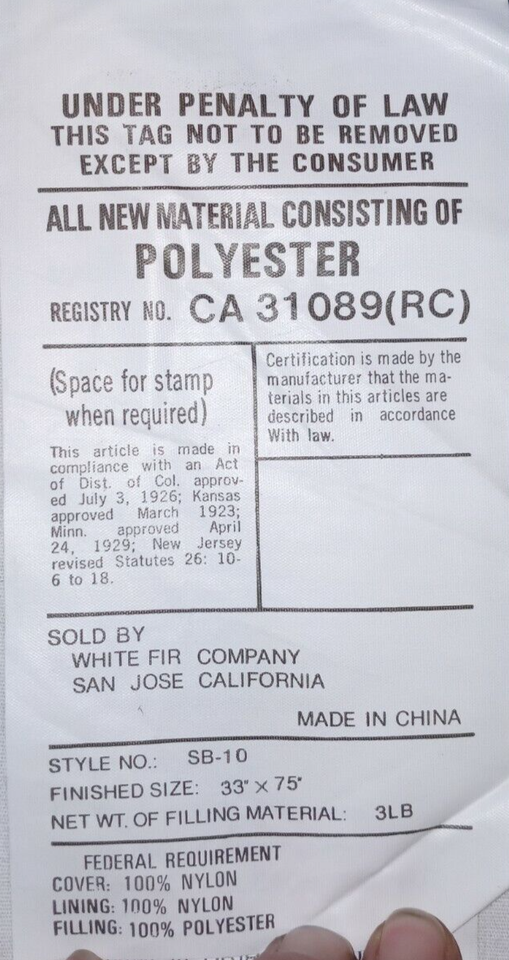 UNDER PENALTY OF LAW
THIS TAG NOT TO BE REMOVED
EXCEPT BY THE CONSUMER
ALL NEW MATERIAL CONSISTING OF
POLYESTER
REGISTRY NO. CA 31089(RC)
(Space for stamp
when required)
This article is made in
compliance with an Act
of Dist. of Col. approv-
ed July 3, 1926; Kansas
approved March 1923;
Minn. approved April
24, 1929; New Jersey
revised Statutes 26: 10-
6 to 18.
Certification is made by the
manufacturer that the ma-
terials in this articles are
described in accordance
With law.
SOLD BY
WHITE FIR COMPANY
SAN JOSE CALIFORNIA
MADE IN CHINA
STYLE NO.: SB-10
FINISHED SIZE: 33" X 75"
NET WT. OF FILLING MATERIAL: 3LB
FEDERAL REQUIREMENT
COVER: 100% NYLON
LINING: 100% NYLON
FILLING: 100% POLYESTER